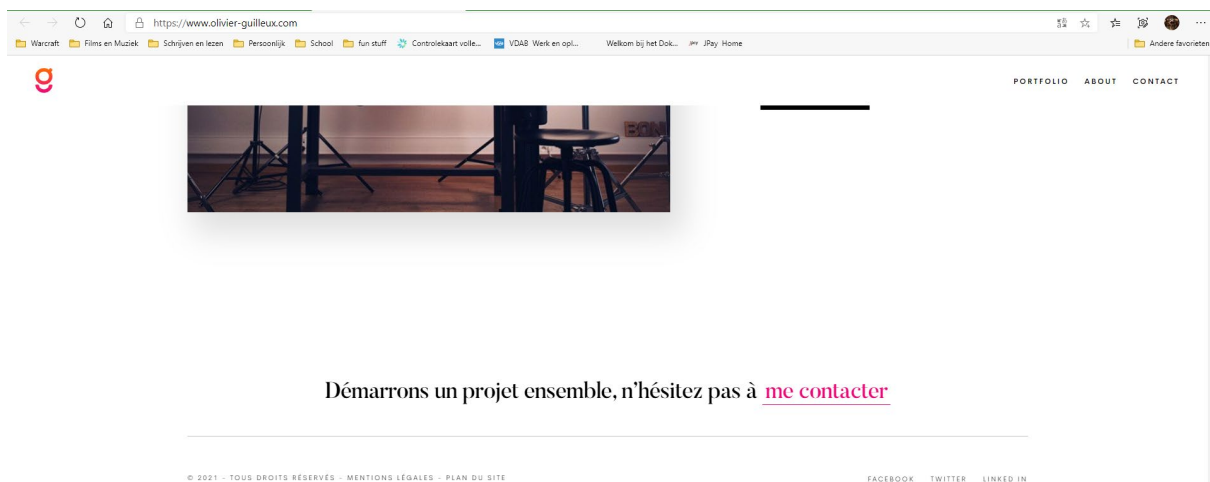 https://www.olivier-guilleux.com
Warcraft Films en Muziek Schrijven en lezen Persoonlijk School fun stuff Controlekaart volle... VDAB Werk en opl... Welkom bij het Dok... JPay Home Andere favorieten
g PORTFOLIO ABOUT CONTACT
BON
Démarrons un projet ensemble, n'hésitez pas à me contacter
© 2021 - TOUS DROITS RÉSERVÉS - MENTIONS LÉGALES - PLAN DU SITE FACEBOOK TWITTER LINKED IN